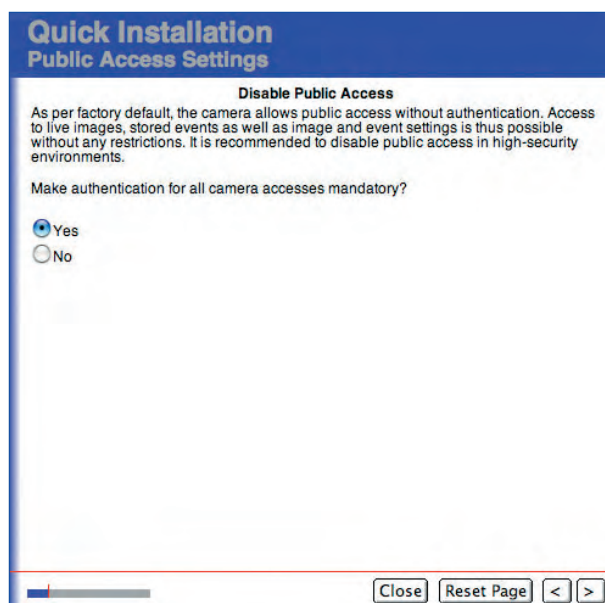 Quick Installation
Public Access Settings
Disable Public Access
As per factory default, the camera allows public access without authentication. Access
to live images, stored events as well as image and event settings is thus possible
without any restrictions. It is recommended to disable public access in high-security
environments.
Make authentication for all camera accesses mandatory?
Yes
No
Close Reset Page < >